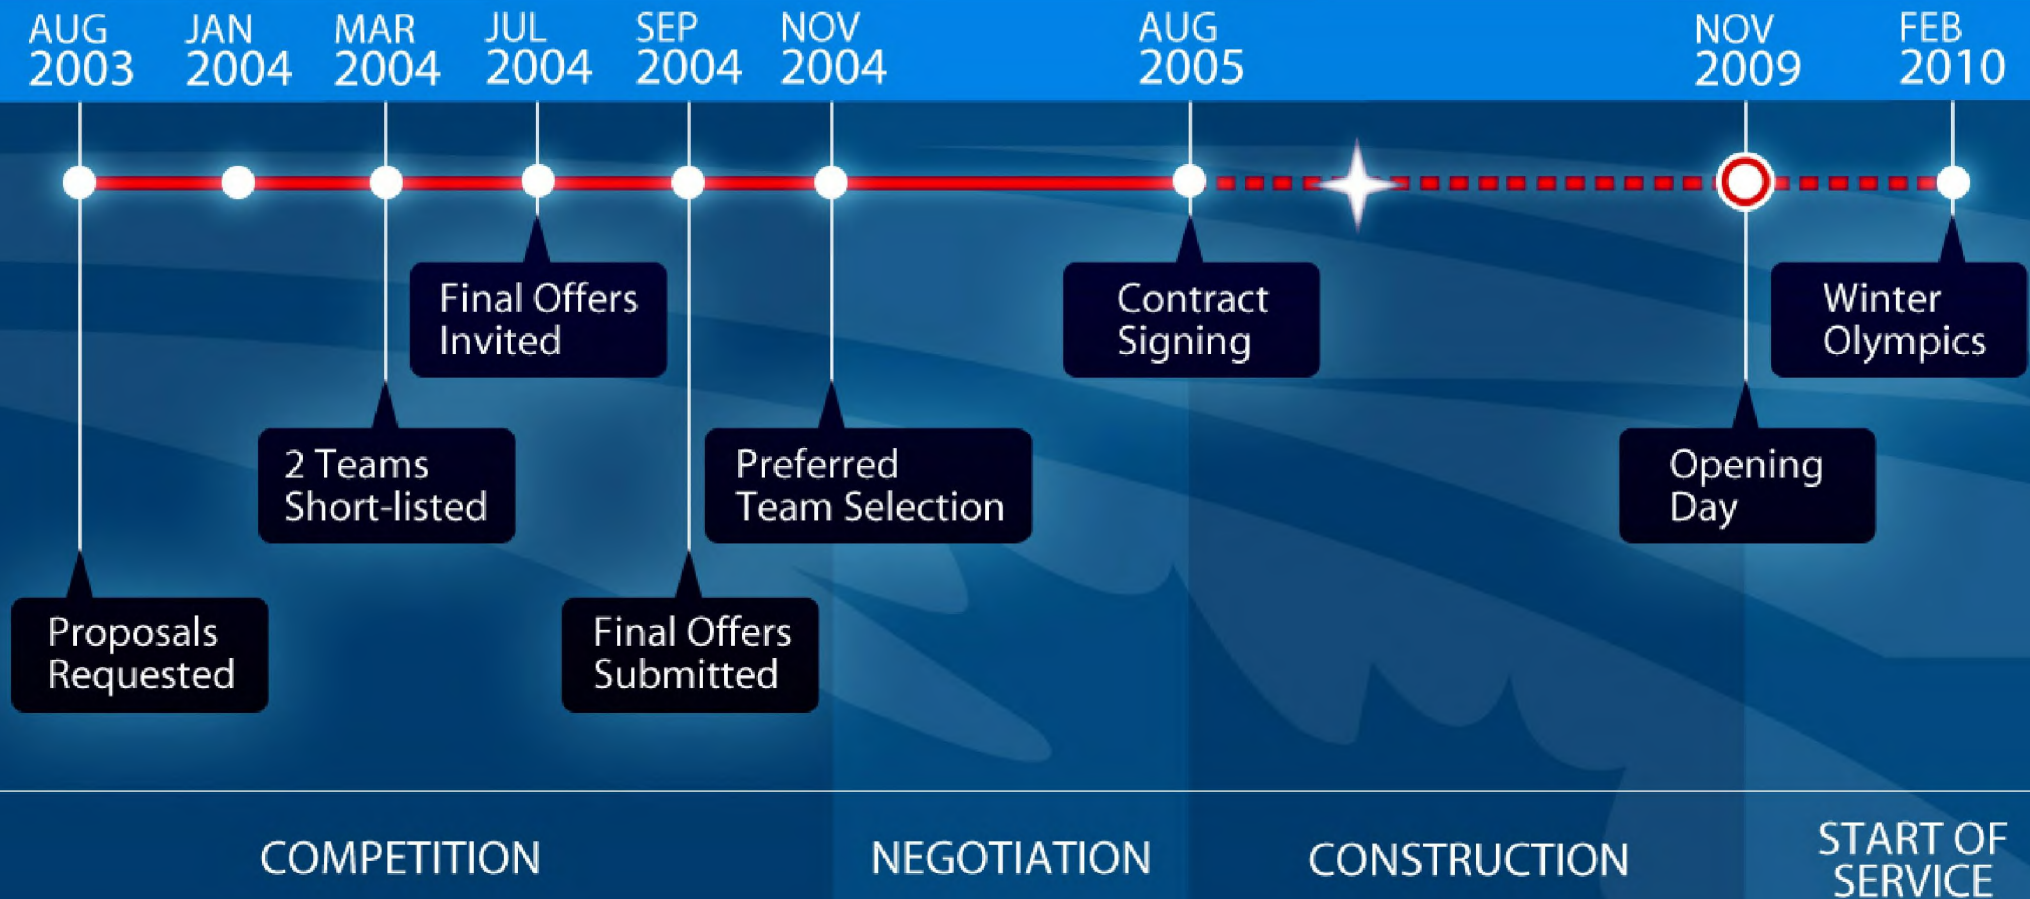 AUG
2003
JAN
2004
MAR
2004
JUL
2004
SEP
2004
NOV
2004
AUG
2005
NOV
2009
FEB
2010
Final Offers
Invited
Contract
Signing
Winter
Olympics
2 Teams
Short-listed
Preferred
Team Selection
Opening
Day
Proposals
Requested
Final Offers
Submitted
COMPETITION
NEGOTIATION
CONSTRUCTION
START OF
SERVICE